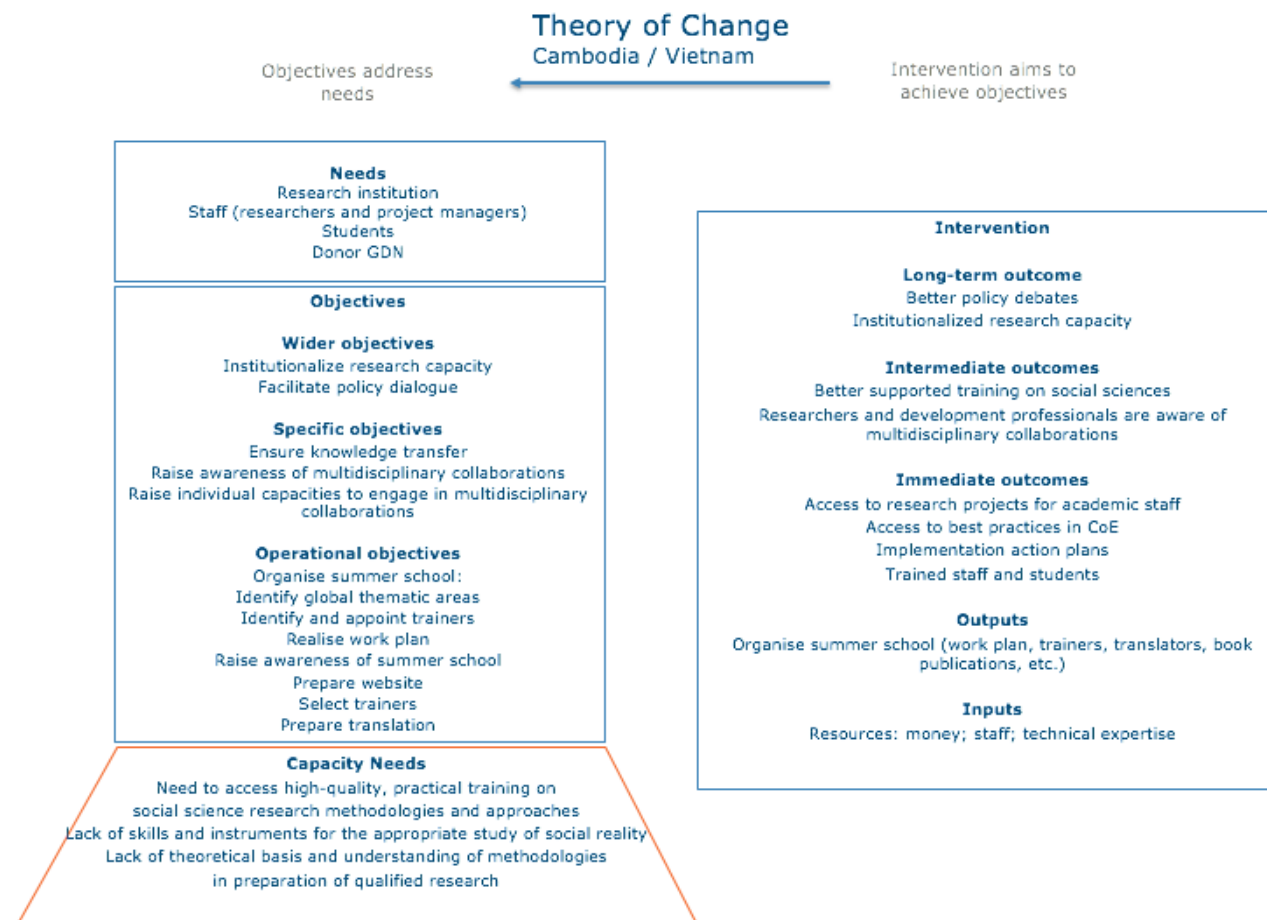 Theory of Change
Cambodia / Vietnam
Objectives address
needs
Intervention aims to
achieve objectives
Needs
Research institution
Staff (researchers and project managers)
Students
Donor GDN
Objectives
Wider objectives
Institutionalize research capacity
Facilitate policy dialogue
Specific objectives
Ensure knowledge transfer
Raise awareness of multidisciplinary collaborations
Raise individual capacities to engage in multidisciplinary
collaborations
Operational objectives
Organise summer school:
Identify global thematic areas
Identify and appoint trainers
Realise work plan
Raise awareness of summer school
Prepare website
Select trainers
Prepare translation
Capacity Needs
Need to access high-quality, practical training on
social science research methodologies and approaches
Lack of skills and instruments for the appropriate study of social reality
Lack of theoretical basis and understanding of methodologies
in preparation of qualified research
Intervention
Long-term outcome
Better policy debates
Institutionalized research capacity
Intermediate outcomes
Better supported training on social sciences
Researchers and development professionals are aware of
multidisciplinary collaborations
Immediate outcomes
Access to research projects for academic staff
Access to best practices in CoE
Implementation action plans
Trained staff and students
Outputs
Organise summer school (work plan, trainers, translators, book
publications, etc.)
Inputs
Resources: money; staff; technical expertise